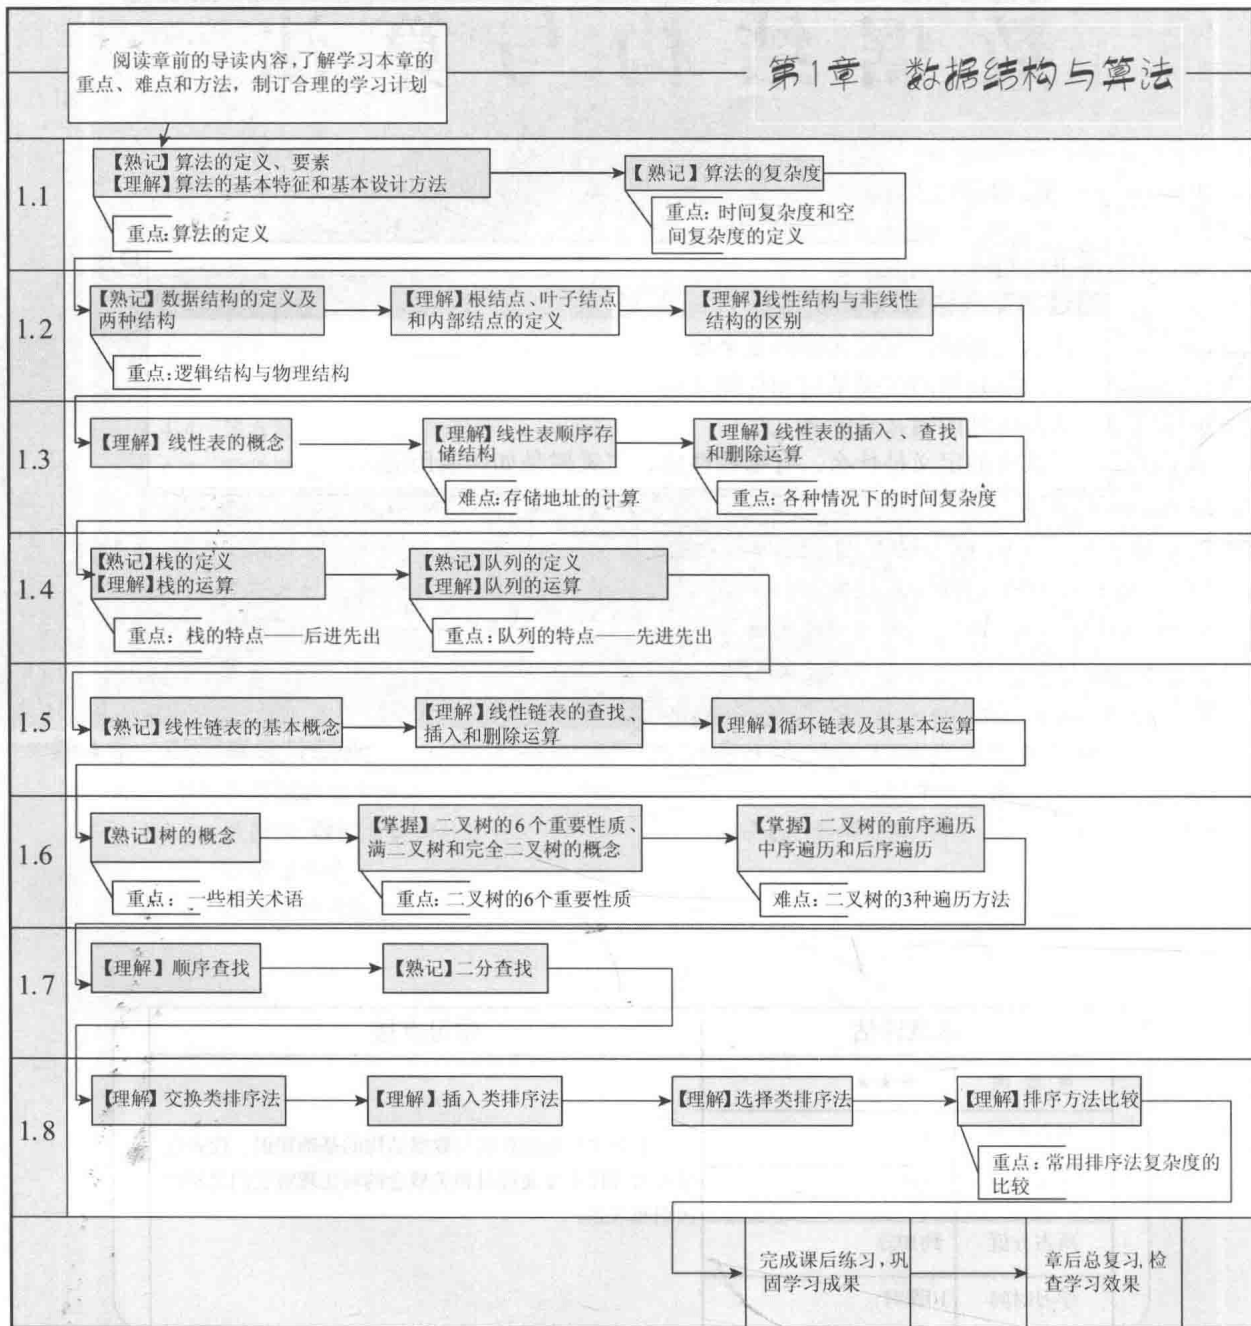 阅读章前的导读内容,了解学习本章的
重点、难点和方法,制订合理的学习计划
第1章 数据结构与算法
1.1
【熟记】算法的定义、要素
【理解】算法的基本特征和基本设计方法
重点:算法的定义
【熟记】算法的复杂度
重点:时间复杂度和空
间复杂度的定义
1.2
【熟记】数据结构的定义及
两种结构
重点:逻辑结构与物理结构
【理解】根结点、叶子结点
和内部结点的定义
【理解】线性结构与非线性
结构的区别
1.3
【理解】线性表的概念
【理解】线性表顺序存
储结构
难点:存储地址的计算
【理解】线性表的插入、查找
和删除运算
重点:各种情况下的时间复杂度
1.4
【熟记】栈的定义
【理解】栈的运算
重点:栈的特点——后进先出
【熟记】队列的定义
【理解】队列的运算
重点:队列的特点——先进先出
1.5
【熟记】线性链表的基本概念
【理解】线性链表的查找、
插入和删除运算
【理解】循环链表及其基本运算
1.6
【熟记】树的概念
重点:一些相关术语
【掌握】二叉树的6个重要性质、
满二叉树和完全二叉树的概念
重点:二叉树的6个重要性质
【掌握】二叉树的前序遍历、
中序遍历和后序遍历
难点:二叉树的3种遍历方法
1.7
【理解】顺序查找
【熟记】二分查找
1.8
【理解】交换类排序法
【理解】插入类排序法
【理解】选择类排序法
【理解】排序方法比较
重点:常用排序法复杂度的
比较
完成课后练习,巩
固学习成果
章后总复习,检
查学习效果